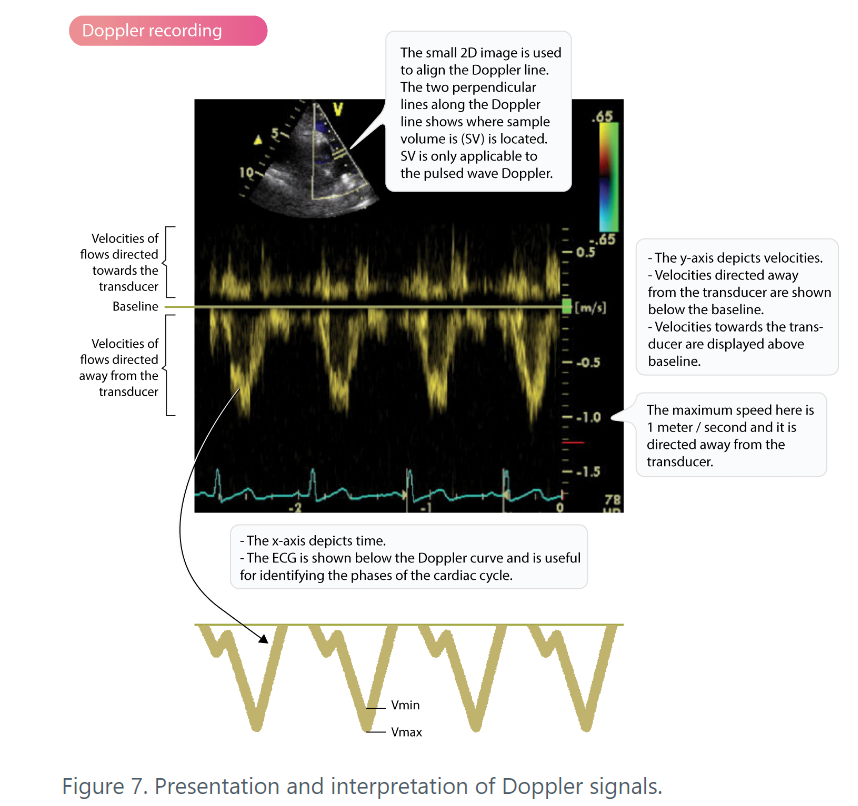 Doppler recording
The small 2D image is used
to align the Doppler line.
The two perpendicular
lines along the Doppler
line shows where sample
volume is (SV) is located.
SV is only applicable to
the pulsed wave Doppler.
V
5
10
.65
-.65
Velocities of
flows directed
towards the
transducer
Baseline
Velocities of
flows directed
away from the
transducer
0.5
[m/s]
-0.5
-1.0
-1.5
- The y-axis depicts velocities.
- Velocities directed away
from the transducer are shown
below the baseline.
- Velocities towards the trans-
ducer are displayed above
baseline.
The maximum speed here is
1 meter / second and it is
directed away from the
transducer.
-2
-1
0
78
- The x-axis depicts time.
- The ECG is shown below the Doppler curve and is useful
for identifying the phases of the cardiac cycle.
Vmin
Vmax
Figure 7. Presentation and interpretation of Doppler signals.